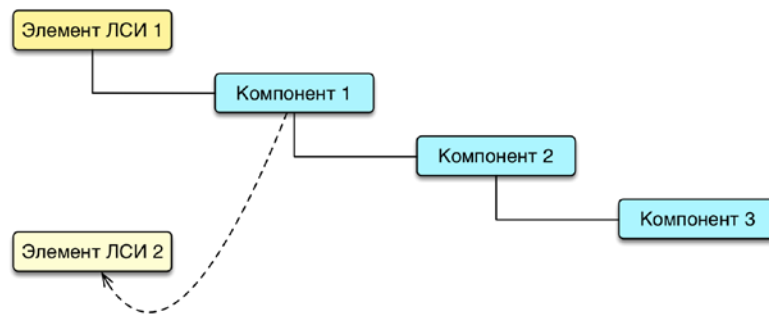 Элемент ЛСИ 1
Компонент 1
Компонент 2
Компонент 3
Элемент ЛСИ 2